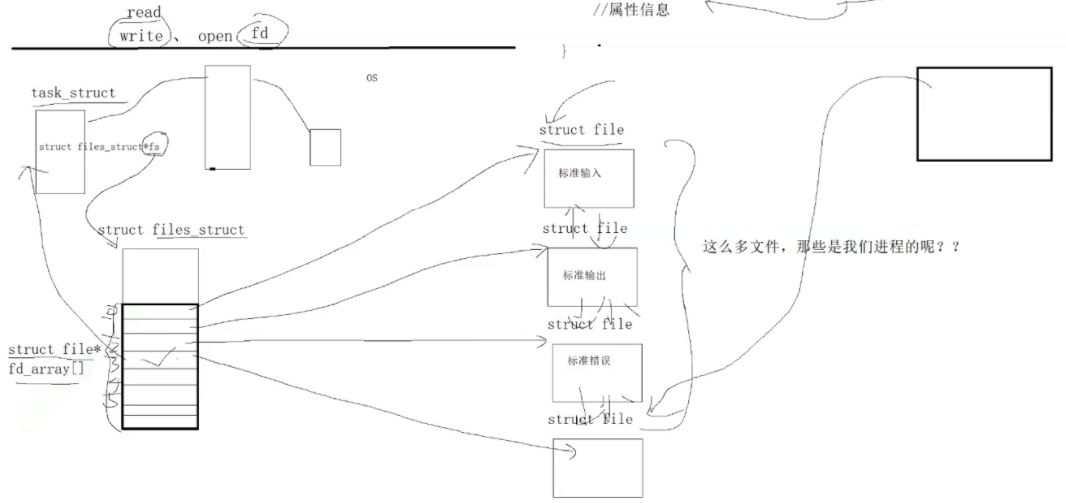 read
//属性信息
write、 open fd
}
OS
task_struct
struct file
struct files_struct*fs
标准输入
struct files_struct
struct file
这么多文件，那些是我们进程的呢？？
标准输出
struct file
struct file*
标准错误
fd_array[]
struct file